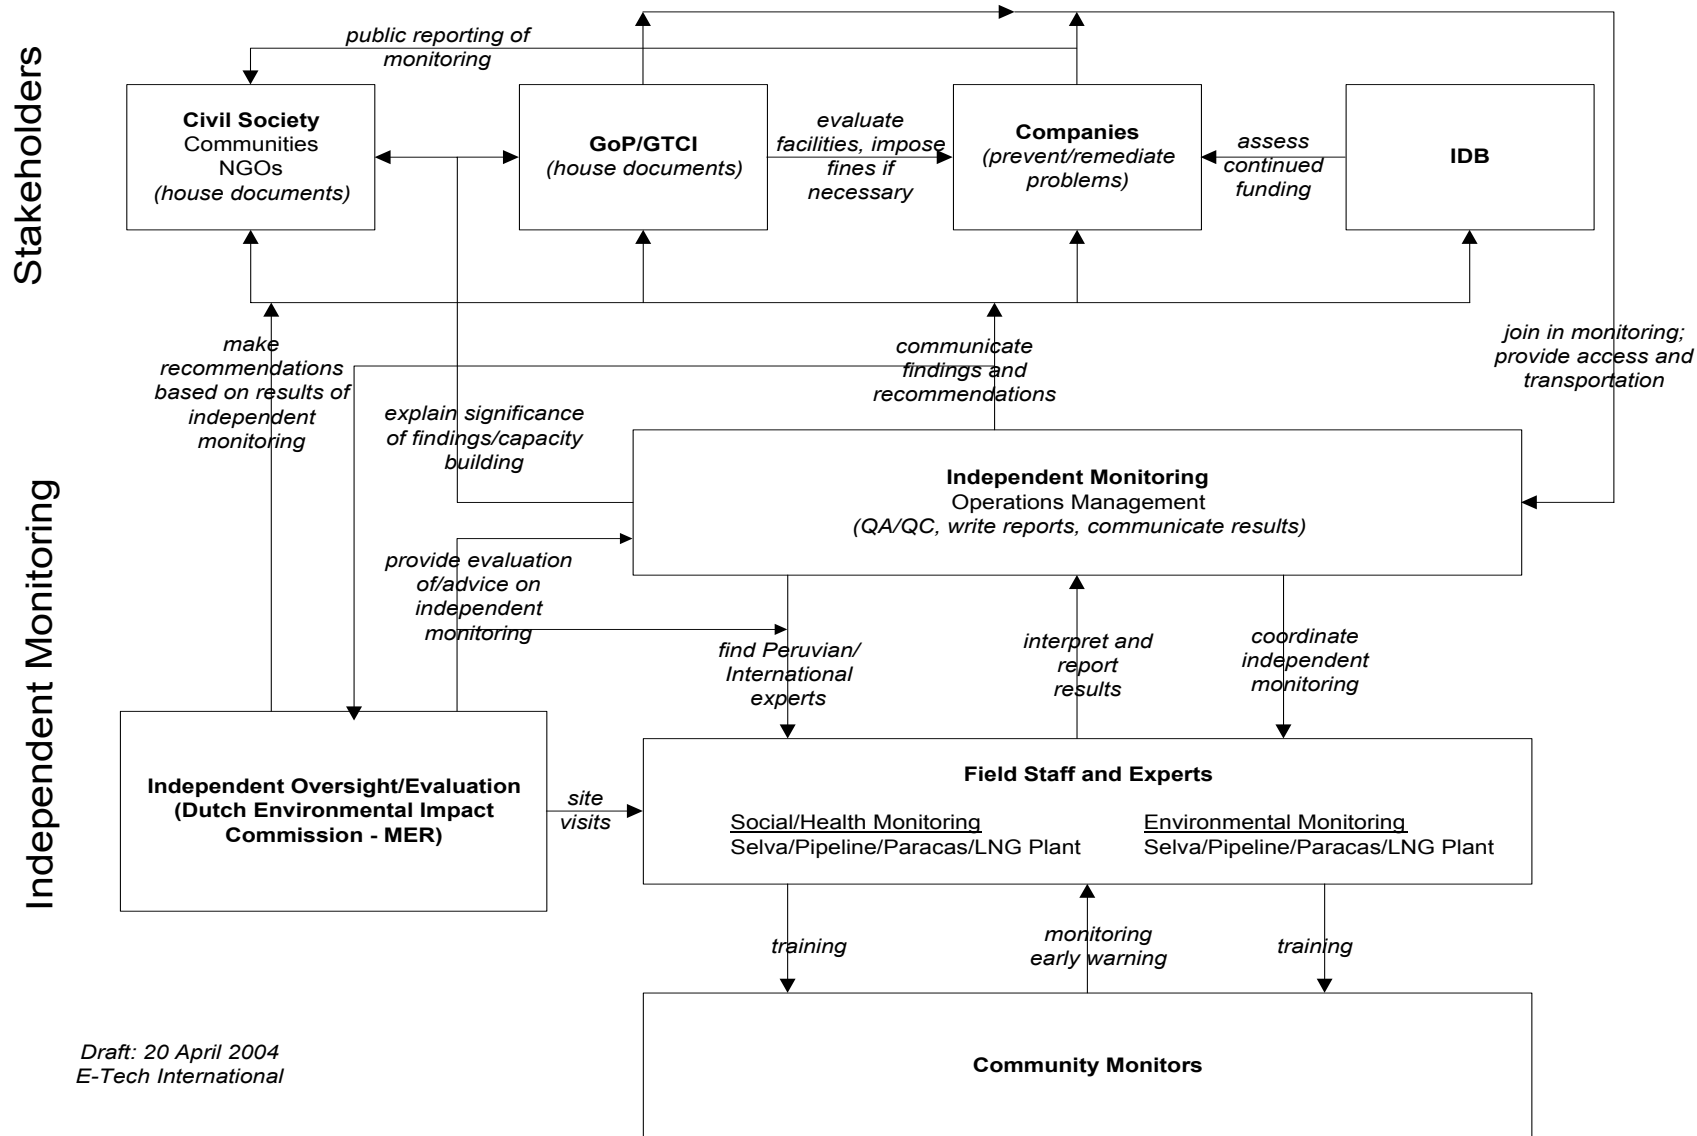 Stakeholders
public reporting of
monitoring
Civil Society
Communities
NGOs
(house documents)
GoP/GTCI
(house documents)
evaluate
facilities, impose
fines if
necessary
Companies
(prevent/remediate
problems)
assess
continued
funding
IDB
make
recommendations
based on results of
independent
monitoring
explain significance
of findings/capacity
building
communicate
findings and
recommendations
join in monitoring;
provide access and
transportation
Independent Monitoring
Independent Monitoring
Operations Management
(QA/QC, write reports, communicate results)
provide evaluation
of/advice on
independent
monitoring
find Peruvian/
International
experts
interpret and
report
results
coordinate
independent
monitoring
Independent Oversight/Evaluation
(Dutch Environmental Impact
Commission - MER)
site
visits
Field Staff and Experts
Social/Health Monitoring
Selva/Pipeline/Paracas/LNG Plant
Environmental Monitoring
Selva/Pipeline/Paracas/LNG Plant
training
monitoring
early warning
training
Community Monitors
Draft: 20 April 2004
E-Tech International